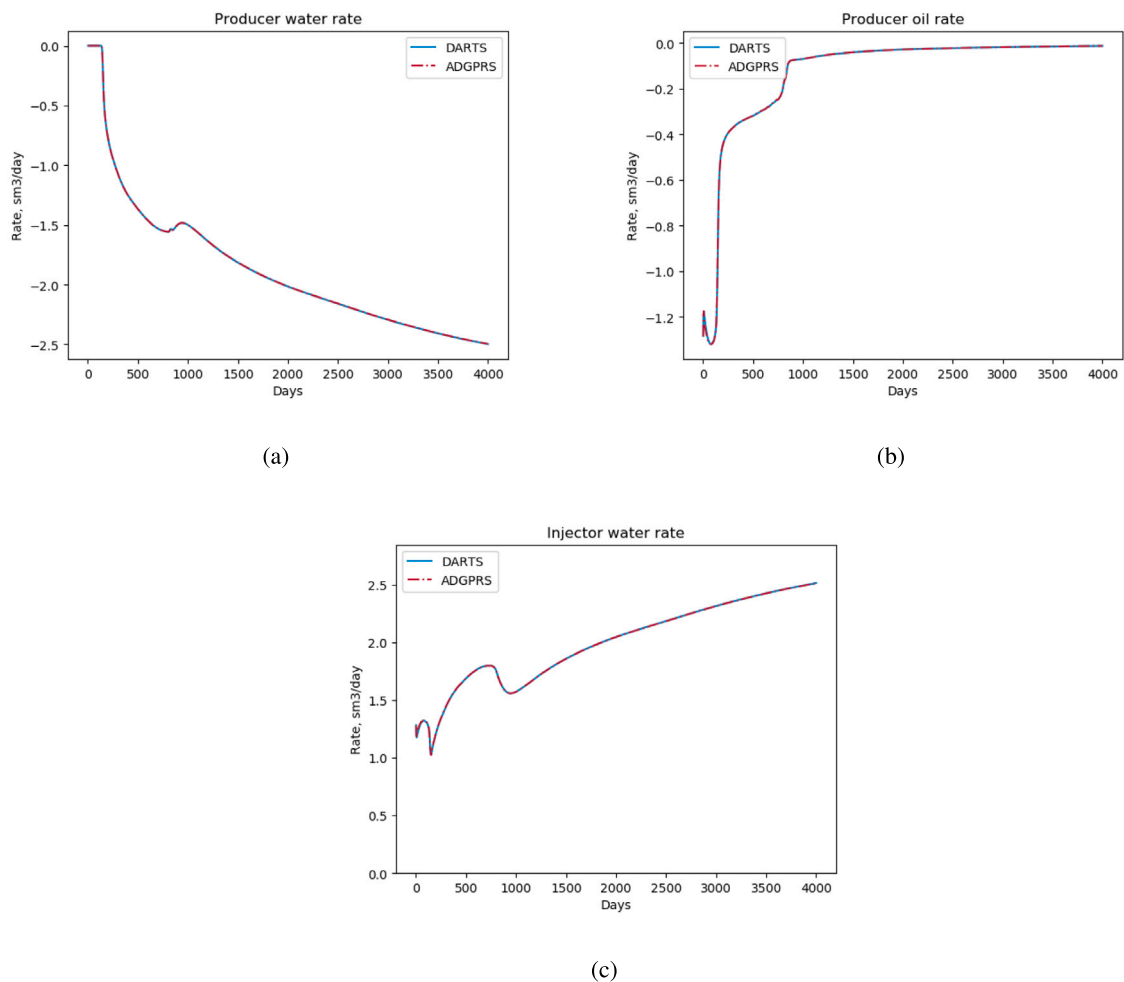 Producer water rate
DARTS
ADGPRS
0.0
−0.5
−1.0
−1.5
−2.0
−2.5
Rate, sm3/day
0 500 1000 1500 2000 2500 3000 3500 4000
Days
(a)
Producer oil rate
DARTS
ADGPRS
0.0
−0.2
−0.4
−0.6
−0.8
−1.0
−1.2
Rate, sm3/day
0 500 1000 1500 2000 2500 3000 3500 4000
Days
(b)
Injector water rate
DARTS
ADGPRS
2.5
2.0
1.5
1.0
0.5
0.0
Rate, sm3/day
0 500 1000 1500 2000 2500 3000 3500 4000
Days
(c)